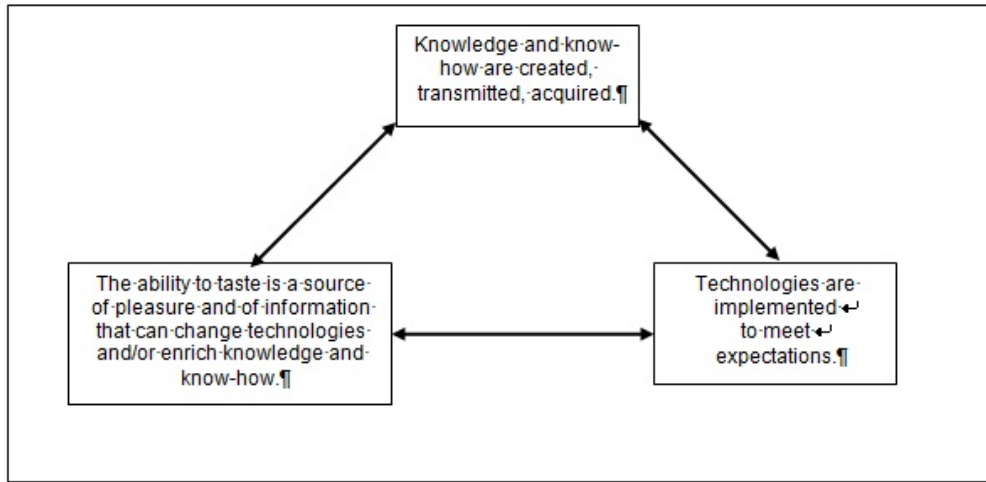 Knowledge and know-
how are created,
transmitted, acquired.¶
The ability to taste is a source
of pleasure and of information
that can change technologies
and/or enrich knowledge and
know-how.¶
Technologies are
implemented ↵
to meet ↵
expectations.¶